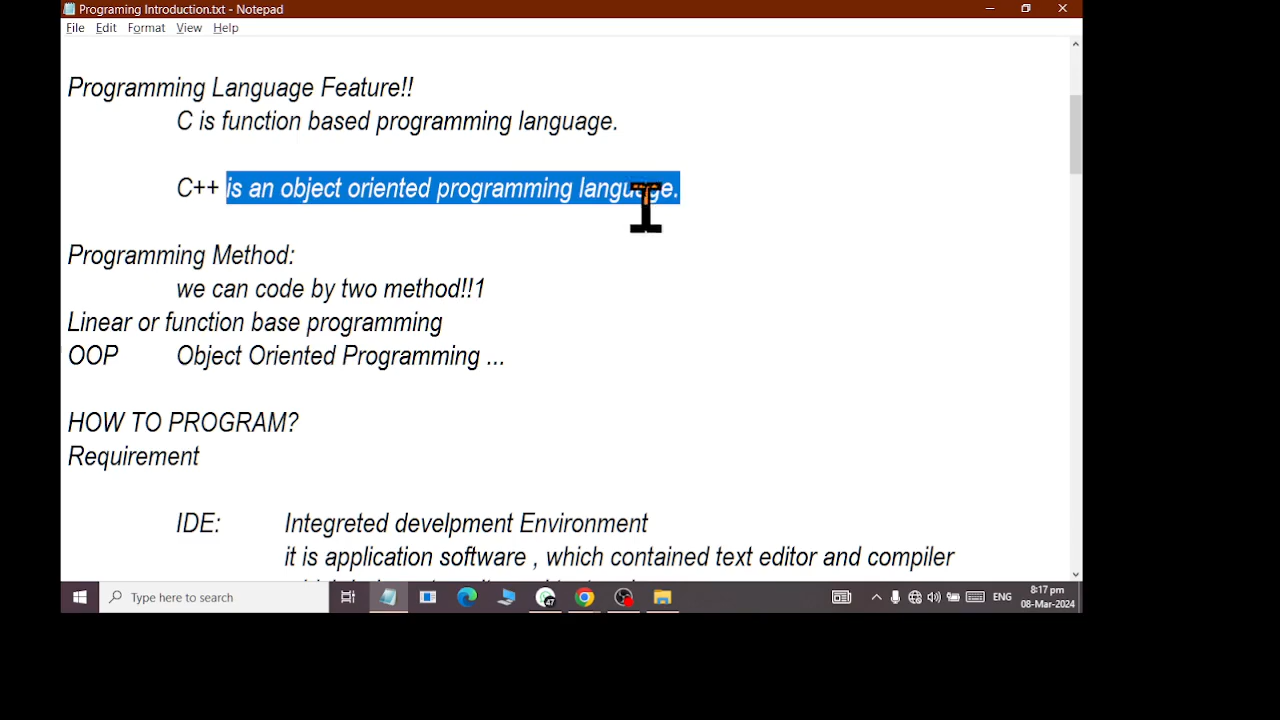 Programing Introduction.txt - Notepad
File Edit Format View Help
Programming Language Feature!!
C is function based programming language.
C++ is an object oriented programming language.
Programming Method:
we can code by two method!!1
Linear or function base programming
OOP Object Oriented Programming ...
HOW TO PROGRAM?
Requirement
IDE: Integreted develpment Environment
it is application software , which contained text editor and compiler
Type here to search
47
ENG
8:17 pm
08-Mar-2024